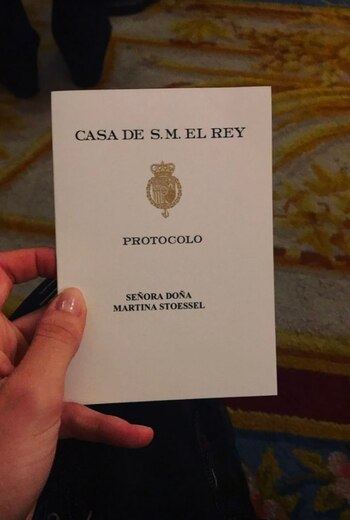 CASA DE S. M. EL REY
PROTOCOLO
SEÑORA DOÑA
MARTINA STOESSEL